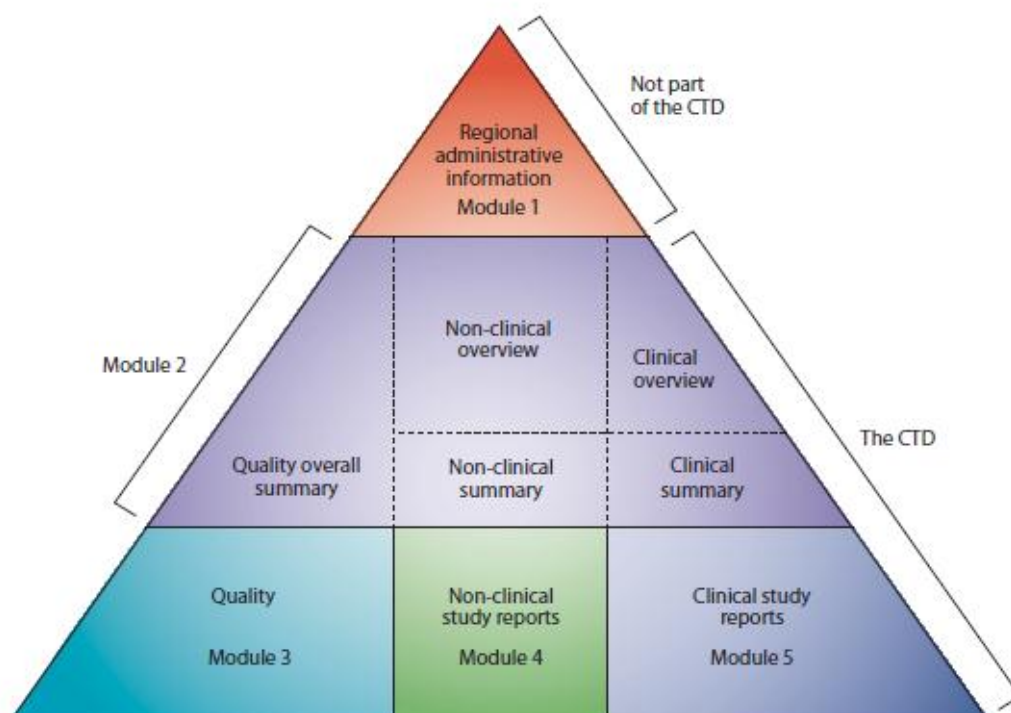 Not part
of the CTD
Regional
administrative
information
Module 1
Module 2
Non-clinical
overview
Clinical
overview
The CTD
Quality overall
summary
Non-clinical
summary
Clinical
summary
Quality
Module 3
Non-clinical
study reports
Module 4
Clinical study
reports
Module 5